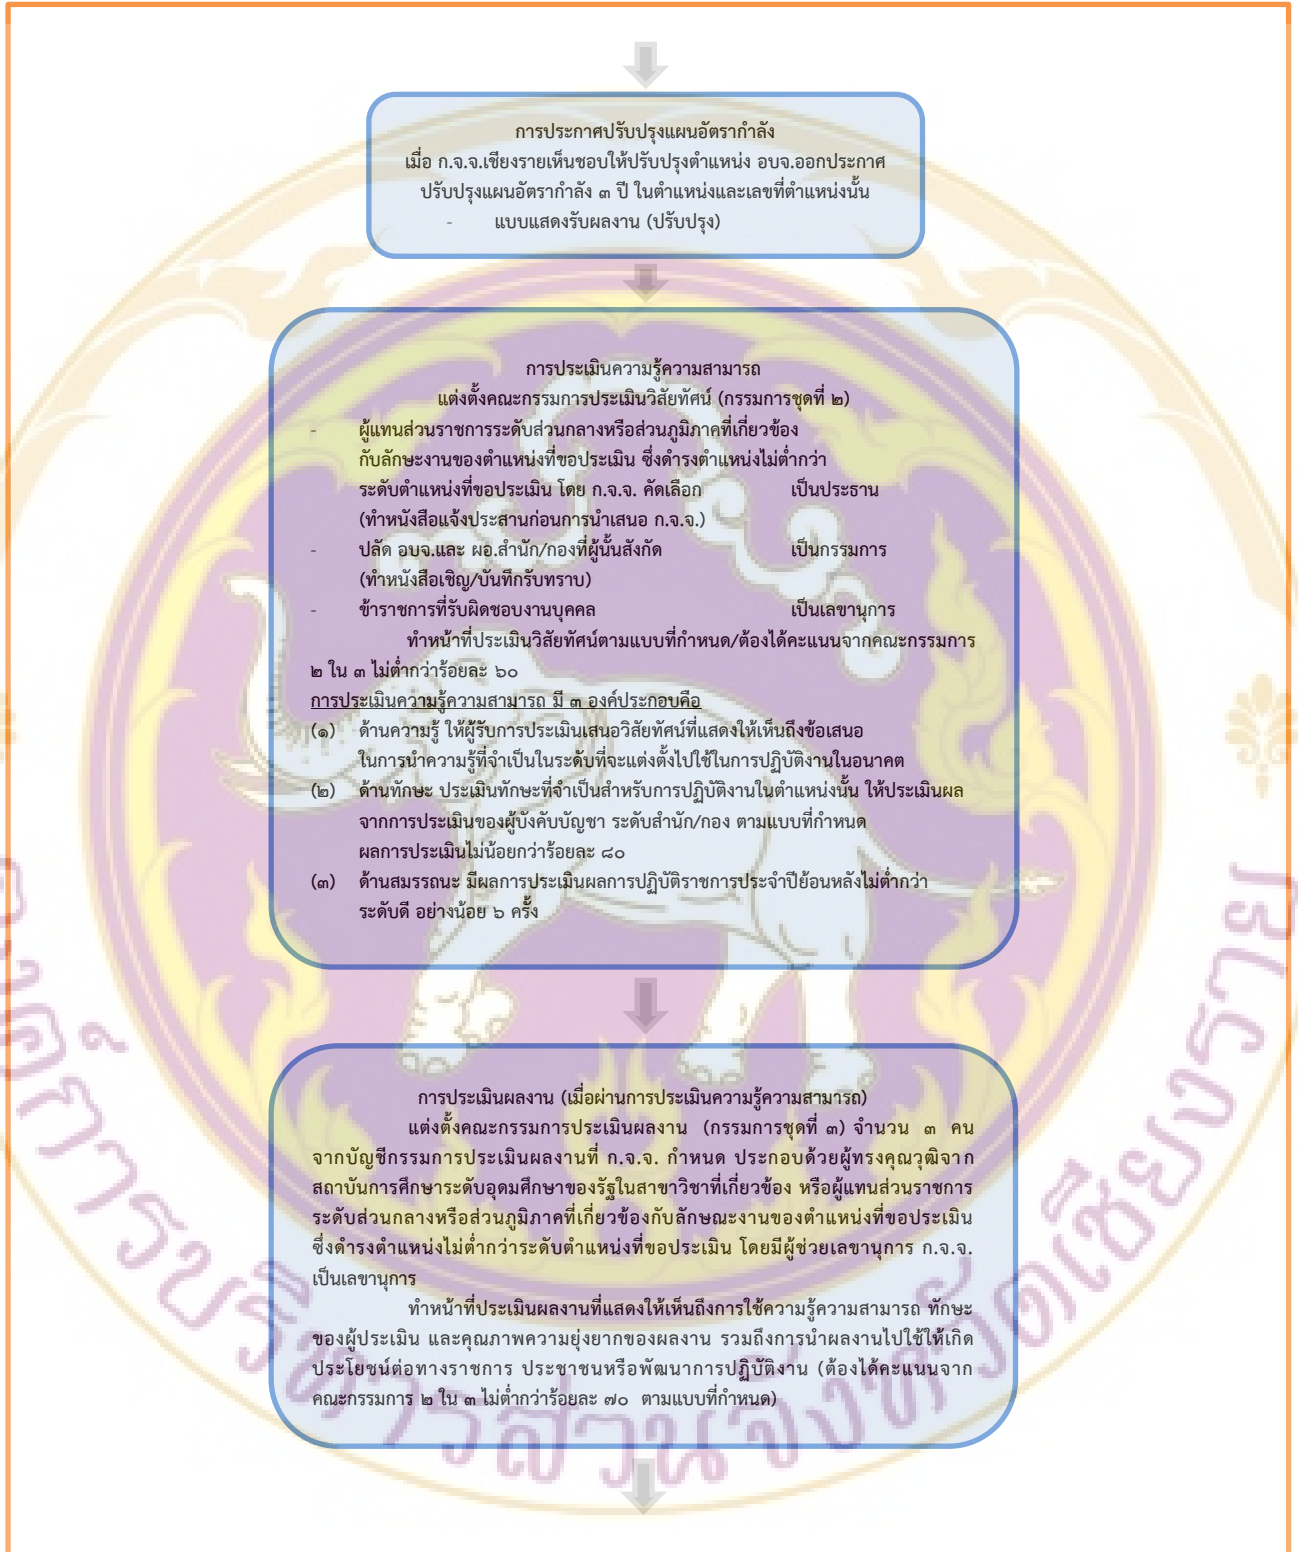 การประกาศปรับปรุงแผนอัตรากำลัง
เมื่อ ก.จ.จ.เชียงรายเห็นชอบให้ปรับปรุงตำแหน่ง อบจ.ออกประกาศ
ปรับปรุงแผนอัตรากำลัง ๓ ปี ในตำแหน่งและเลขที่ตำแหน่งนั้น
- แบบแสดงรับผลงาน (ปรับปรุง)
การประเมินความรู้ความสามารถ
แต่งตั้งคณะกรรมการประเมินวิสัยทัศน์ (กรรมการชุดที่ ๒)
- ผู้แทนส่วนราชการระดับส่วนกลางหรือส่วนภูมิภาคที่เกี่ยวข้อง
กับลักษะงานของตำแหน่งที่ขอประเมิน ซึ่งดำรงตำแหน่งไม่ต่ำกว่า
ระดับตำแหน่งที่ขอประเมิน โดย ก.จ.จ. คัดเลือก เป็นประธาน
(ทำหนังสือแจ้งประสานก่อนการนำเสนอ ก.จ.จ.)
- ปลัด อบจ.และ ผอ.สำนัก/กองที่ผู้นั้นสังกัด เป็นกรรมการ
(ทำหนังสือเชิญ/บันทึกรับทราบ)
- ข้าราชการที่รับผิดชอบงานบุคคล เป็นเลขานุการ
ทำหน้าที่ประเมินวิสัยทัศน์ตามแบบที่กำหนด/ต้องได้คะแนนจากคณะกรรมการ
๒ ใน ๓ ไม่ต่ำกว่าร้อยละ ๖๐
การประเมินความรู้ความสามารถ มี ๓ องค์ประกอบคือ
(๑) ด้านความรู้ ให้ผู้รับการประเมินเสนอวิสัยทัศน์ที่แสดงให้เห็นถึงข้อเสนอ
ในการนำความรู้ที่จำเป็นในระดับที่จะแต่งตั้งไปใช้ในการปฏิบัติงานในอนาคต
(๒) ด้านทักษะ ประเมินทักษะที่จำเป็นสำหรับการปฏิบัติงานในตำแหน่งนั้น ให้ประเมินผล
จากการประเมินของผู้บังคับบัญชา ระดับสำนัก/กอง ตามแบบที่กำหนด
ผลการประเมินไม่น้อยกว่าร้อยละ ๘๐
(๓) ด้านสมรรถนะ มีผลการประเมินผลการปฏิบัติราชการประจำปีย้อนหลังไม่ต่ำกว่า
ระดับดี อย่างน้อย ๖ ครั้ง
การประเมินผลงาน (เมื่อผ่านการประเมินความรู้ความสามารถ)
แต่งตั้งคณะกรรมการประเมินผลงาน (กรรมการชุดที่ ๓) จำนวน ๓ คน
จากบัญชีกรรมการประเมินผลงานที่ ก.จ.จ. กำหนด ประกอบด้วยผู้ทรงคุณวุฒิจาก
สถาบันการศึกษาระดับอุดมศึกษาของรัฐในสาขาวิชาที่เกี่ยวข้อง หรือผู้แทนส่วนราชการ
ระดับส่วนกลางหรือส่วนภูมิภาคที่เกี่ยวข้องกับลักษณะงานของตำแหน่งที่ขอประเมิน
ซึ่งดำรงตำแหน่งไม่ต่ำกว่าระดับตำแหน่งที่ขอประเมิน โดยมีผู้ช่วยเลขานุการ ก.จ.จ.
เป็นเลขานุการ
ทำหน้าที่ประเมินผลงานที่แสดงให้เห็นถึงการใช้ความรู้ความสามารถ ทักษะ
ของผู้ประเมิน และคุณภาพความยุ่งยากของผลงาน รวมถึงการนำผลงานไปใช้ให้เกิด
ประโยชน์ต่อทางราชการ ประชาชนหรือพัฒนาการปฏิบัติงาน (ต้องได้คะแนนจาก
คณะกรรมการ ๒ ใน ๓ ไม่ต่ำกว่าร้อยละ ๗๐ ตามแบบที่กำหนด)
องค์การบริหารส่วนจังหวัดเชียงราย